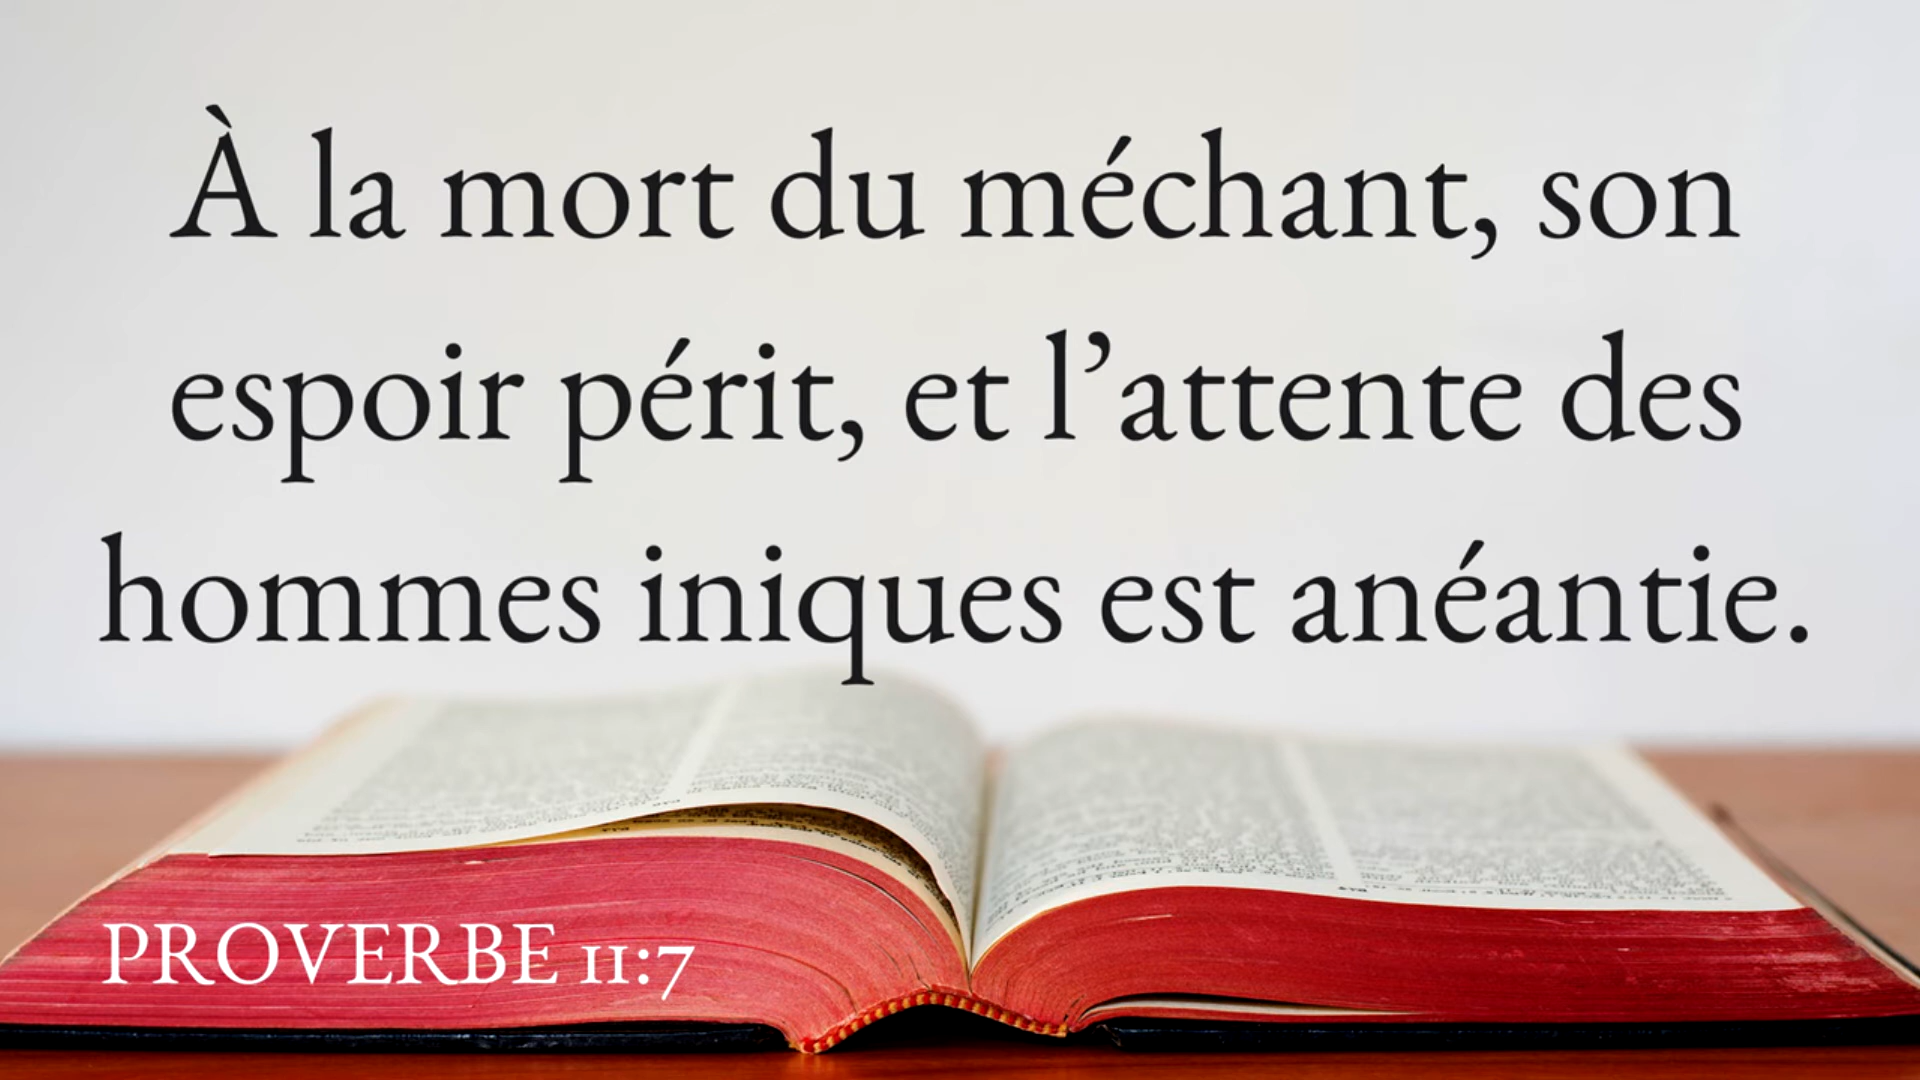 À la mort du méchant, son
espoir périt, et l’attente des
hommes iniques est anéantie.
PROVERBE 11:7